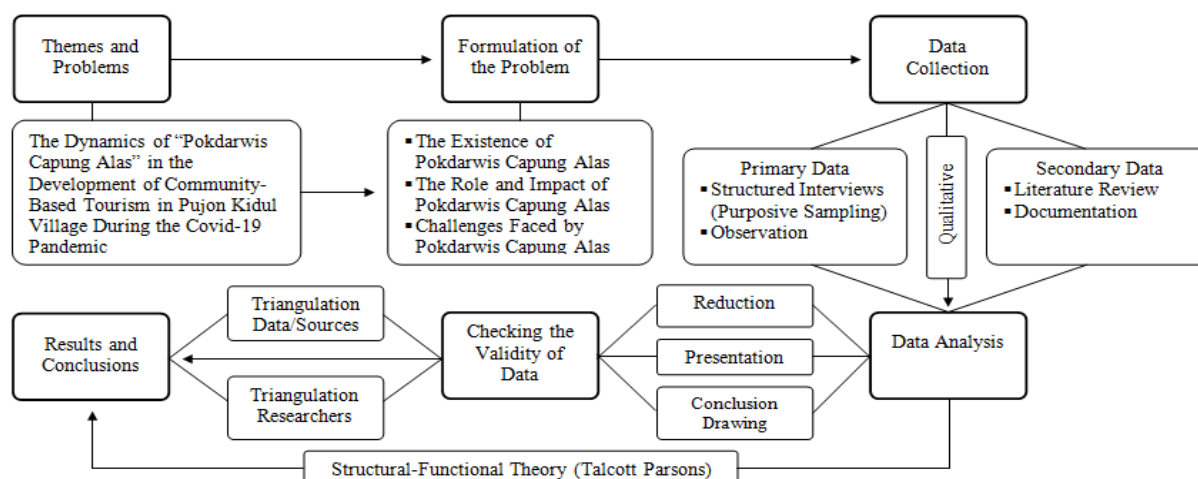 Themes and
Problems
Formulation of
the Problem
Data
Collection
The Dynamics of “Pokdarwis
Capung Alas” in the
Development of Community-
Based Tourism in Pujon Kidul
Village During the Covid-19
Pandemic
▪ The Existence of
Pokdarwis Capung Alas
▪ The Role and Impact of
Pokdarwis Capung Alas
▪ Challenges Faced by
Pokdarwis Capung Alas
Primary Data
▪ Structured Interviews
(Purposive Sampling)
▪ Observation
Qualitative
Secondary Data
▪ Literature Review
▪ Documentation
Results and
Conclusions
Triangulation
Data/Sources
Triangulation
Researchers
Checking the
Validity of
Data
Reduction
Presentation
Conclusion
Drawing
Data Analysis
Structural-Functional Theory (Talcott Parsons)